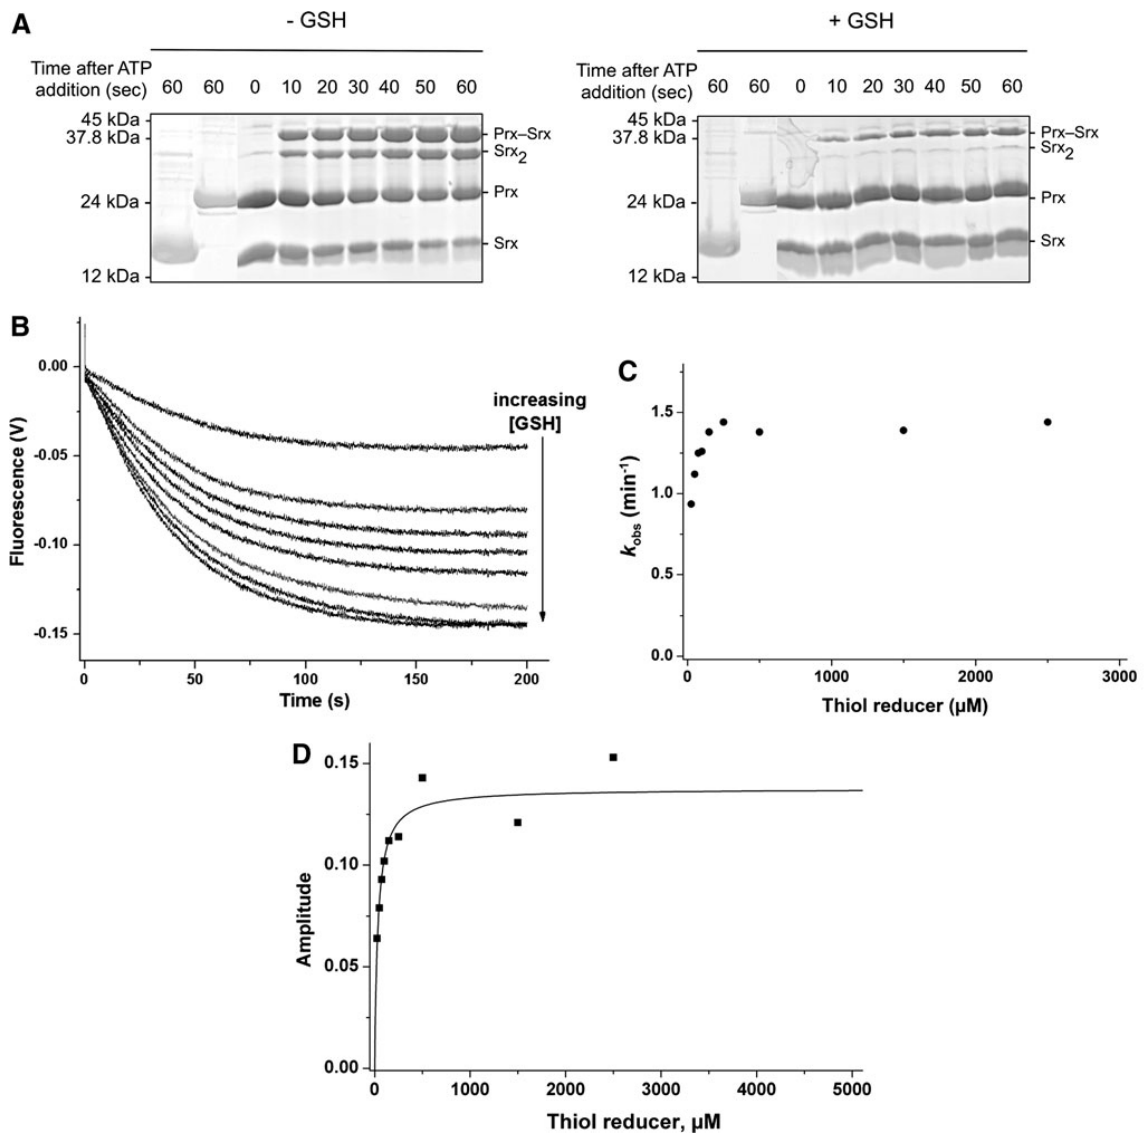 A
- GSH
+ GSH
Time after ATP
addition (sec) 60 60 0 10 20 30 40 50 60
45 kDa
37.8 kDa
24 kDa
12 kDa
Prx–Srx
Srx2
Prx
Srx
Time after ATP
addition (sec) 60 60 0 10 20 30 40 50 60
45 kDa
37.8 kDa
24 kDa
12 kDa
Prx–Srx
Srx2
Prx
Srx
B
0.00
-0.05
-0.10
-0.15
Fluorescence (V)
increasing
[GSH]
0 50 100 150 200
Time (s)
C
1.5
1.0
0.5
0.0
kobs (min-1)
0 1000 2000 3000
Thiol reducer (µM)
D
0.15
0.10
0.05
0.00
Amplitude
0 1000 2000 3000 4000 5000
Thiol reducer, µM